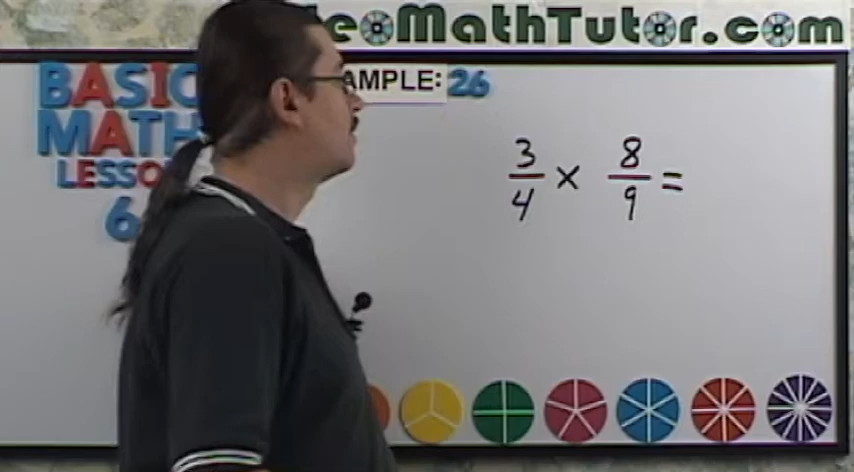 eoMathTutor.com
BASIC
MATH
LESSO
6
AMPLE: 26
3/4 × 8/9 =